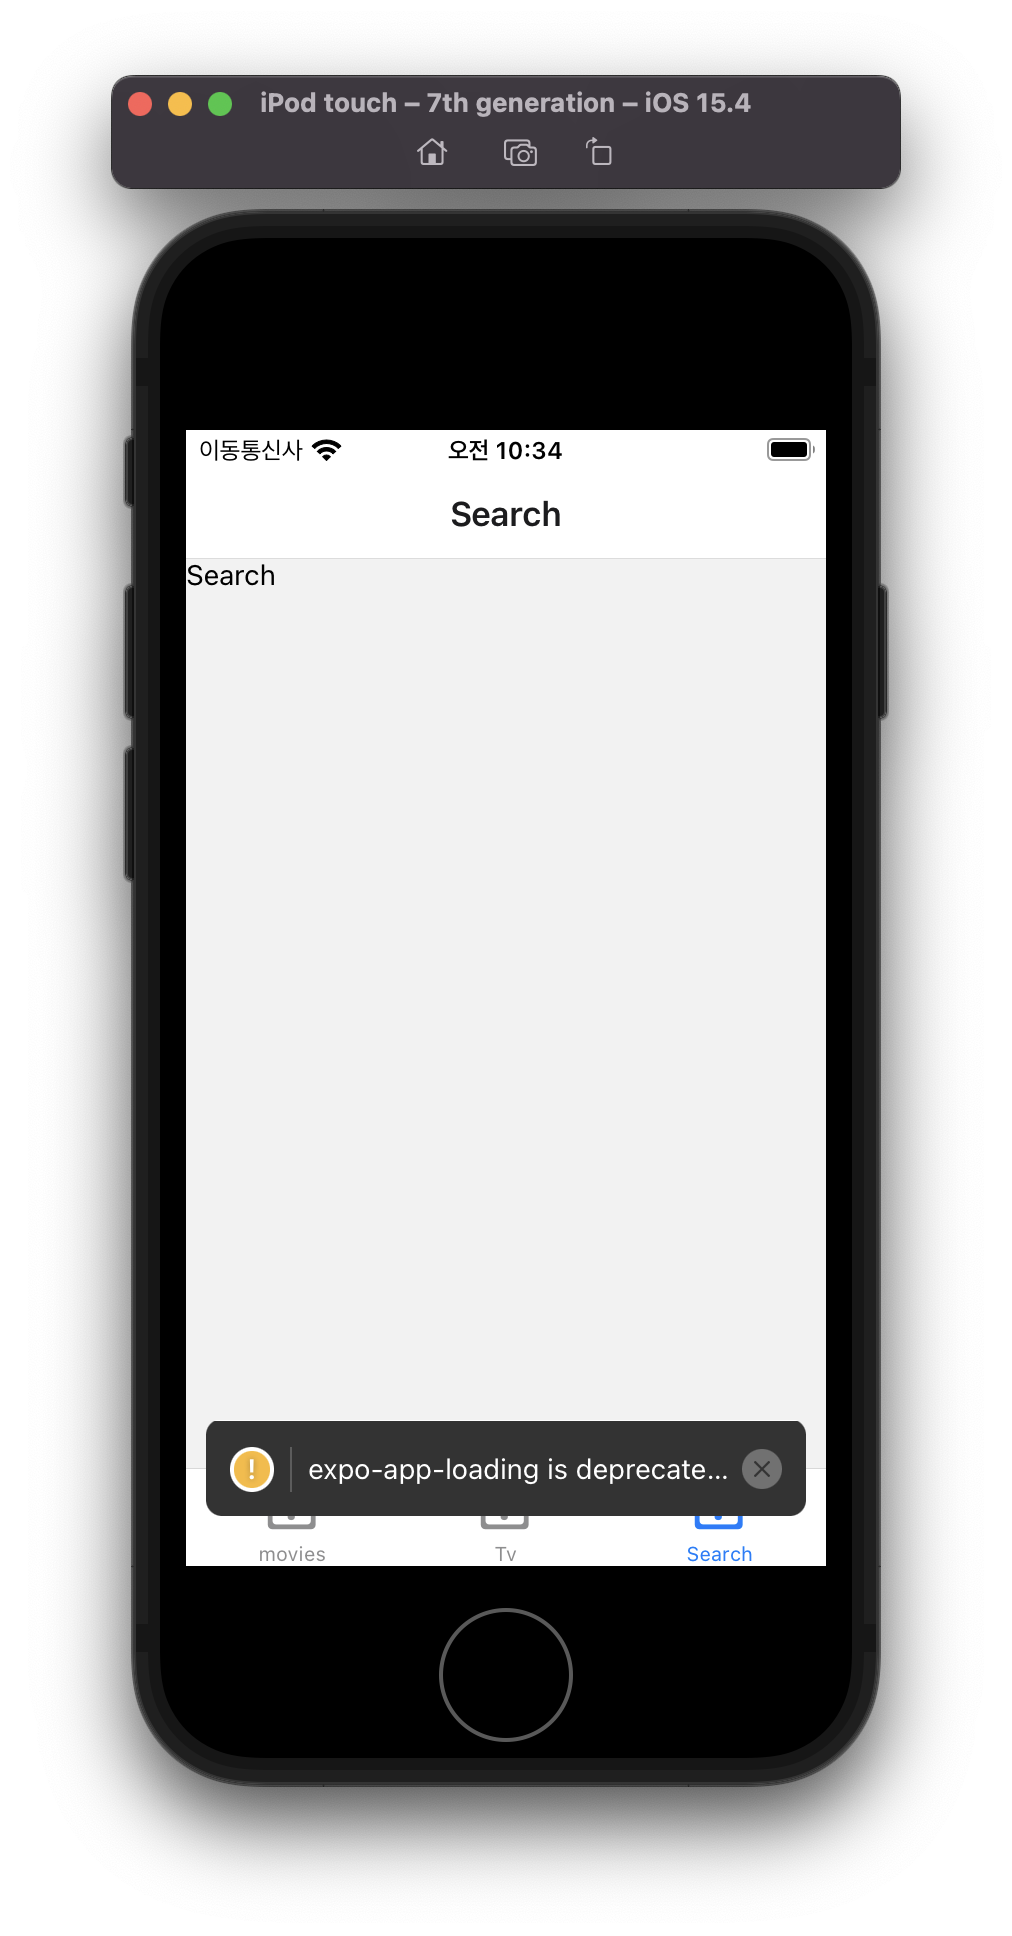 iPod touch – 7th generation – iOS 15.4
이동통신사 오전 10:34
Search
Search
expo-app-loading is deprecate...
movies Tv Search